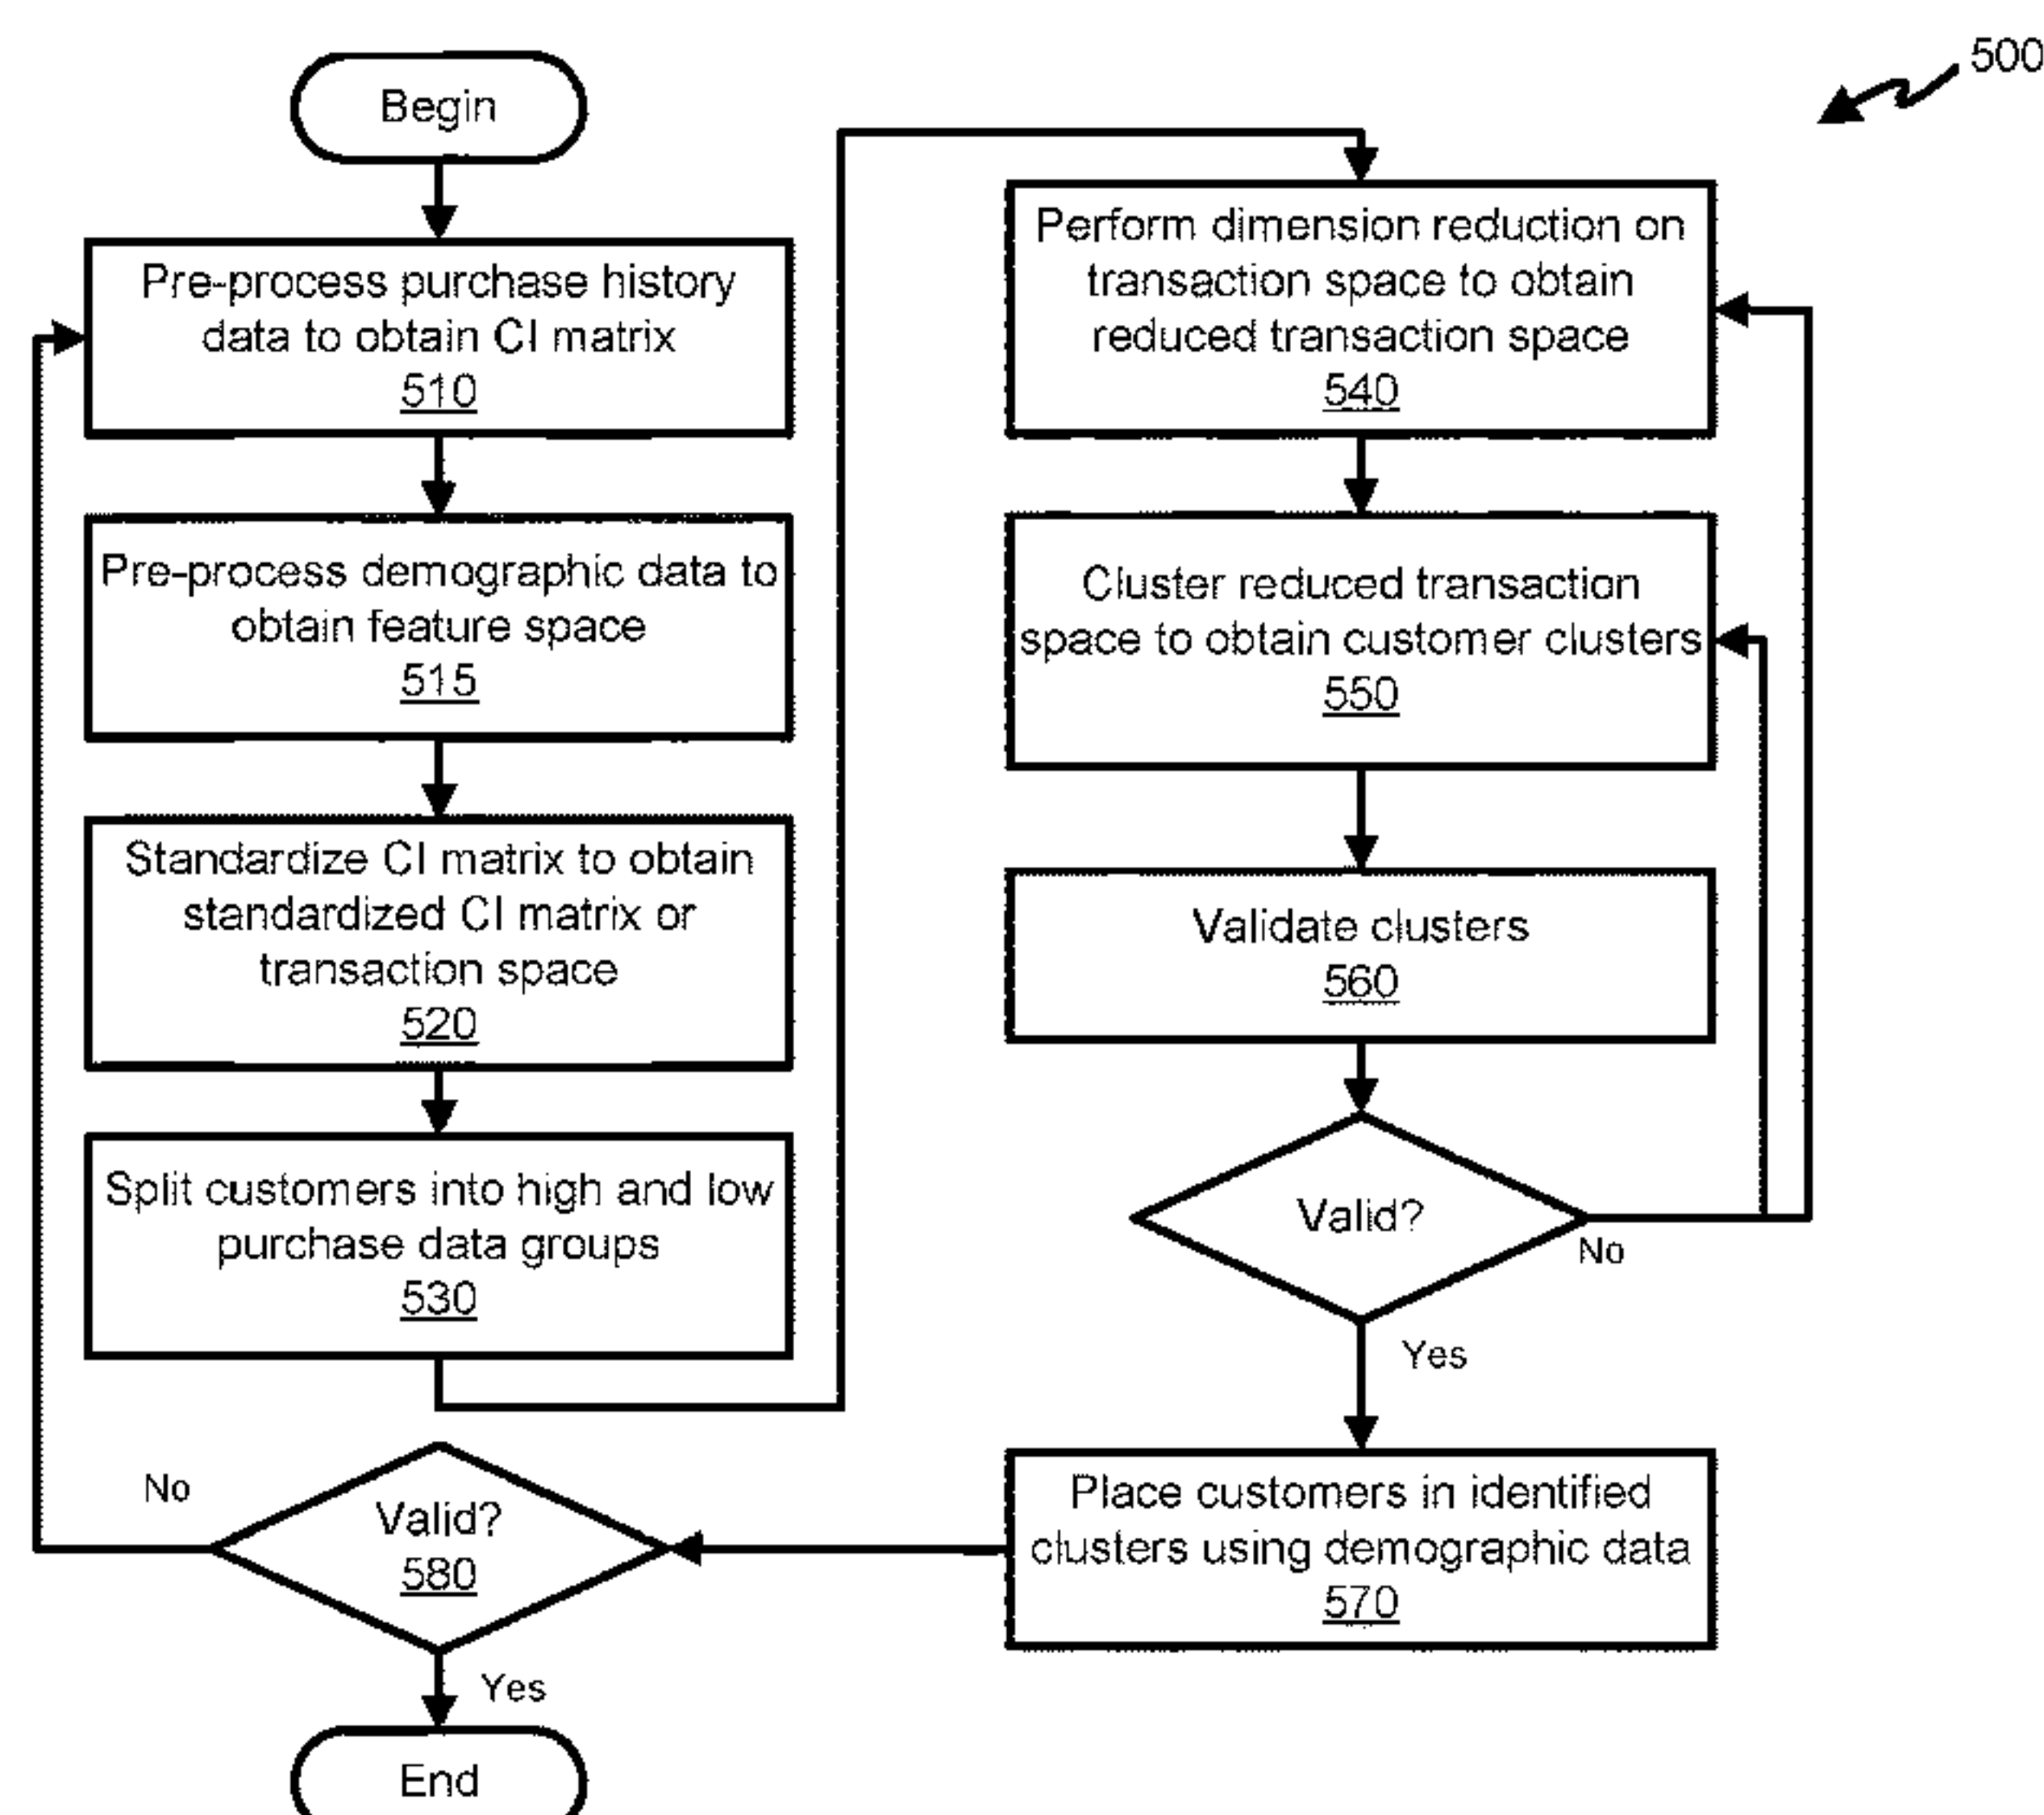 500
Begin
Pre-process purchase history
data to obtain CI matrix
510
Pre-process demographic data to
obtain feature space
515
Standardize CI matrix to obtain
standardized CI matrix or
transaction space
520
Split customers into high and low
purchase data groups
530
Perform dimension reduction on
transaction space to obtain
reduced transaction space
540
Cluster reduced transaction
space to obtain customer clusters
550
Validate clusters
560
Valid?
No
Yes
Place customers in identified
clusters using demographic data
570
Valid?
580
No
Yes
End